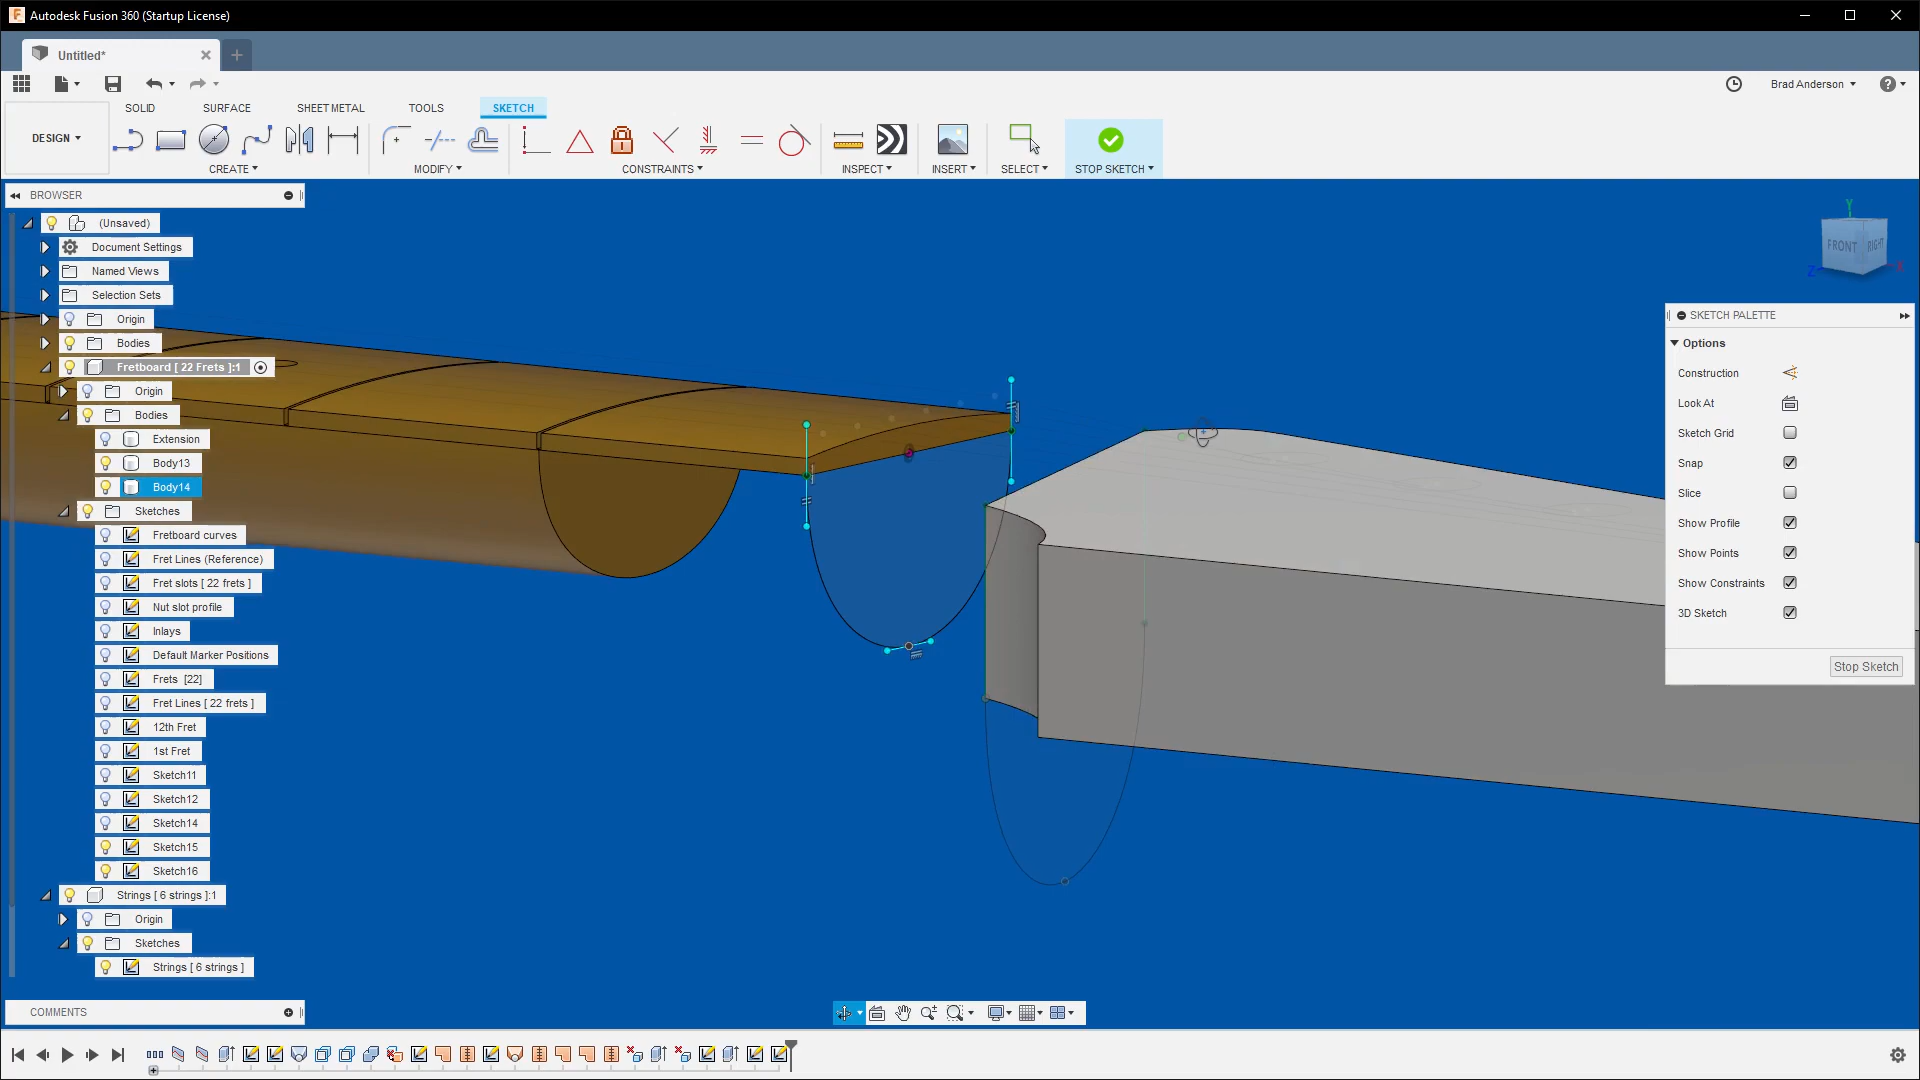 Autodesk Fusion 360 (Startup License)
Untitled*
Brad Anderson
SOLID SURFACE SHEET METAL TOOLS SKETCH
DESIGN
CREATE MODIFY CONSTRAINTS INSPECT INSERT SELECT STOP SKETCH
BROWSER
(Unsaved)
Document Settings
Named Views
Selection Sets
Origin
Bodies
Fretboard [ 22 Frets ]:1
Origin
Bodies
Extension
Body13
Body14
Sketches
Fretboard curves
Fret Lines (Reference)
Fret slots [ 22 frets ]
Nut slot profile
Inlays
Default Marker Positions
Frets [22]
Fret Lines [ 22 frets ]
12th Fret
1st Fret
Sketch11
Sketch12
Sketch14
Sketch15
Sketch16
Strings [ 6 strings ]:1
Origin
Sketches
Strings [ 6 strings ]
COMMENTS
Y
FRONT RIGHT
Z X
SKETCH PALETTE
Options
Construction
Look At
Sketch Grid
Snap
Slice
Show Profile
Show Points
Show Constraints
3D Sketch
Stop Sketch